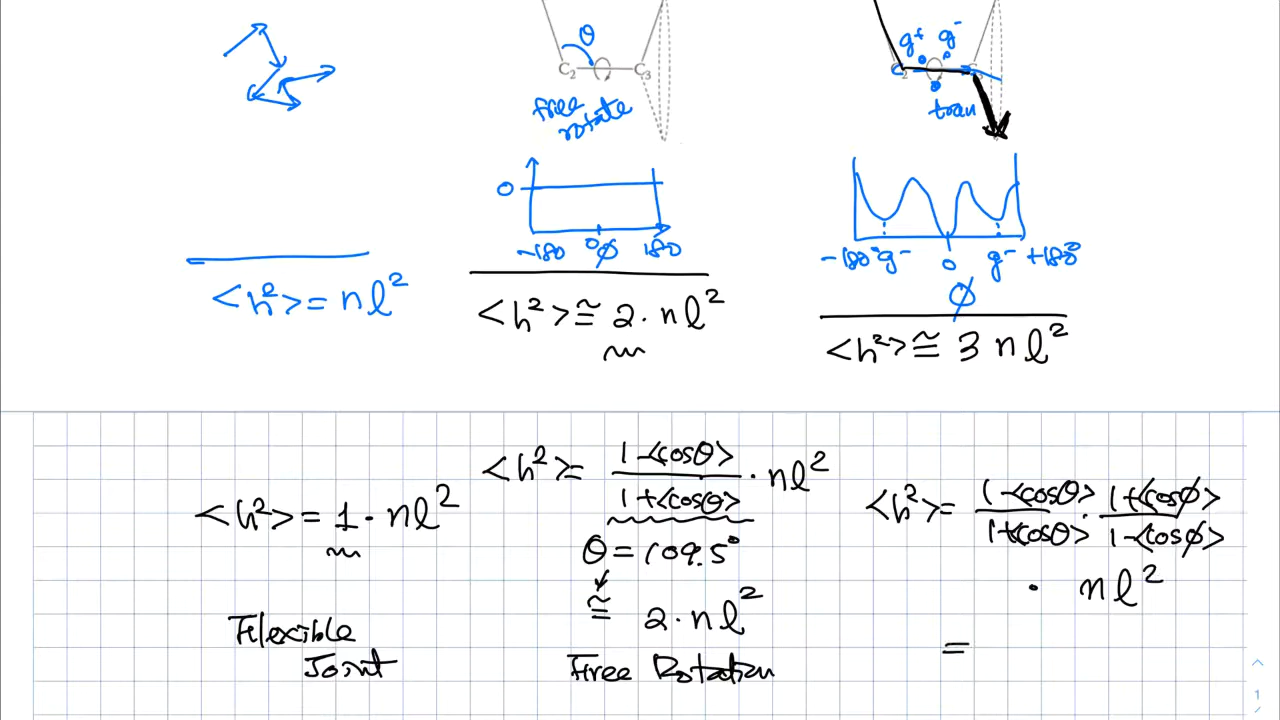 θ
C₂ C₃
free
rotate
g⁺ g⁻
C
tran
0
-180 0 ϕ 180
-180° g⁻ 0 g⁻ +180°
ϕ
<h²> = nl²
<h²> ≅ 2 · nl²
<h²> ≅ 3 nl²
<h²> = 1 · nl²
Flexible
Joint
<h²> = (1-<cosθ>)/(1+<cosθ>) · nl²
θ = 109.5°
≅ 2 · nl²
Free Rotation
<h²> = (1-<cosθ>)/(1+<cosθ>) · (1+<cosϕ>)/(1-<cosϕ>)
· nl²
=
1